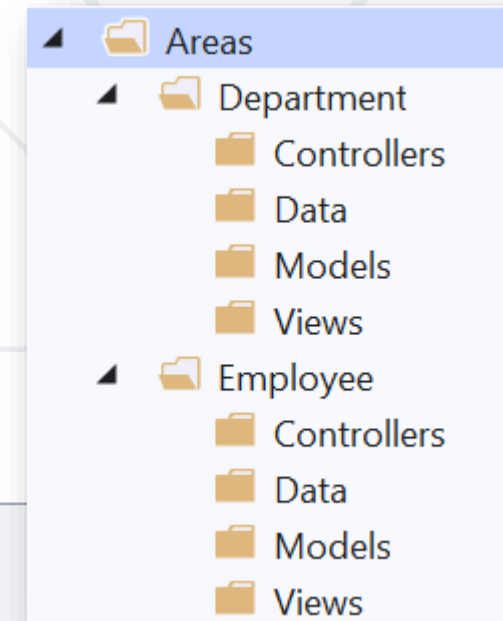 Areas
Department
Controllers
Data
Models
Views
Employee
Controllers
Data
Models
Views